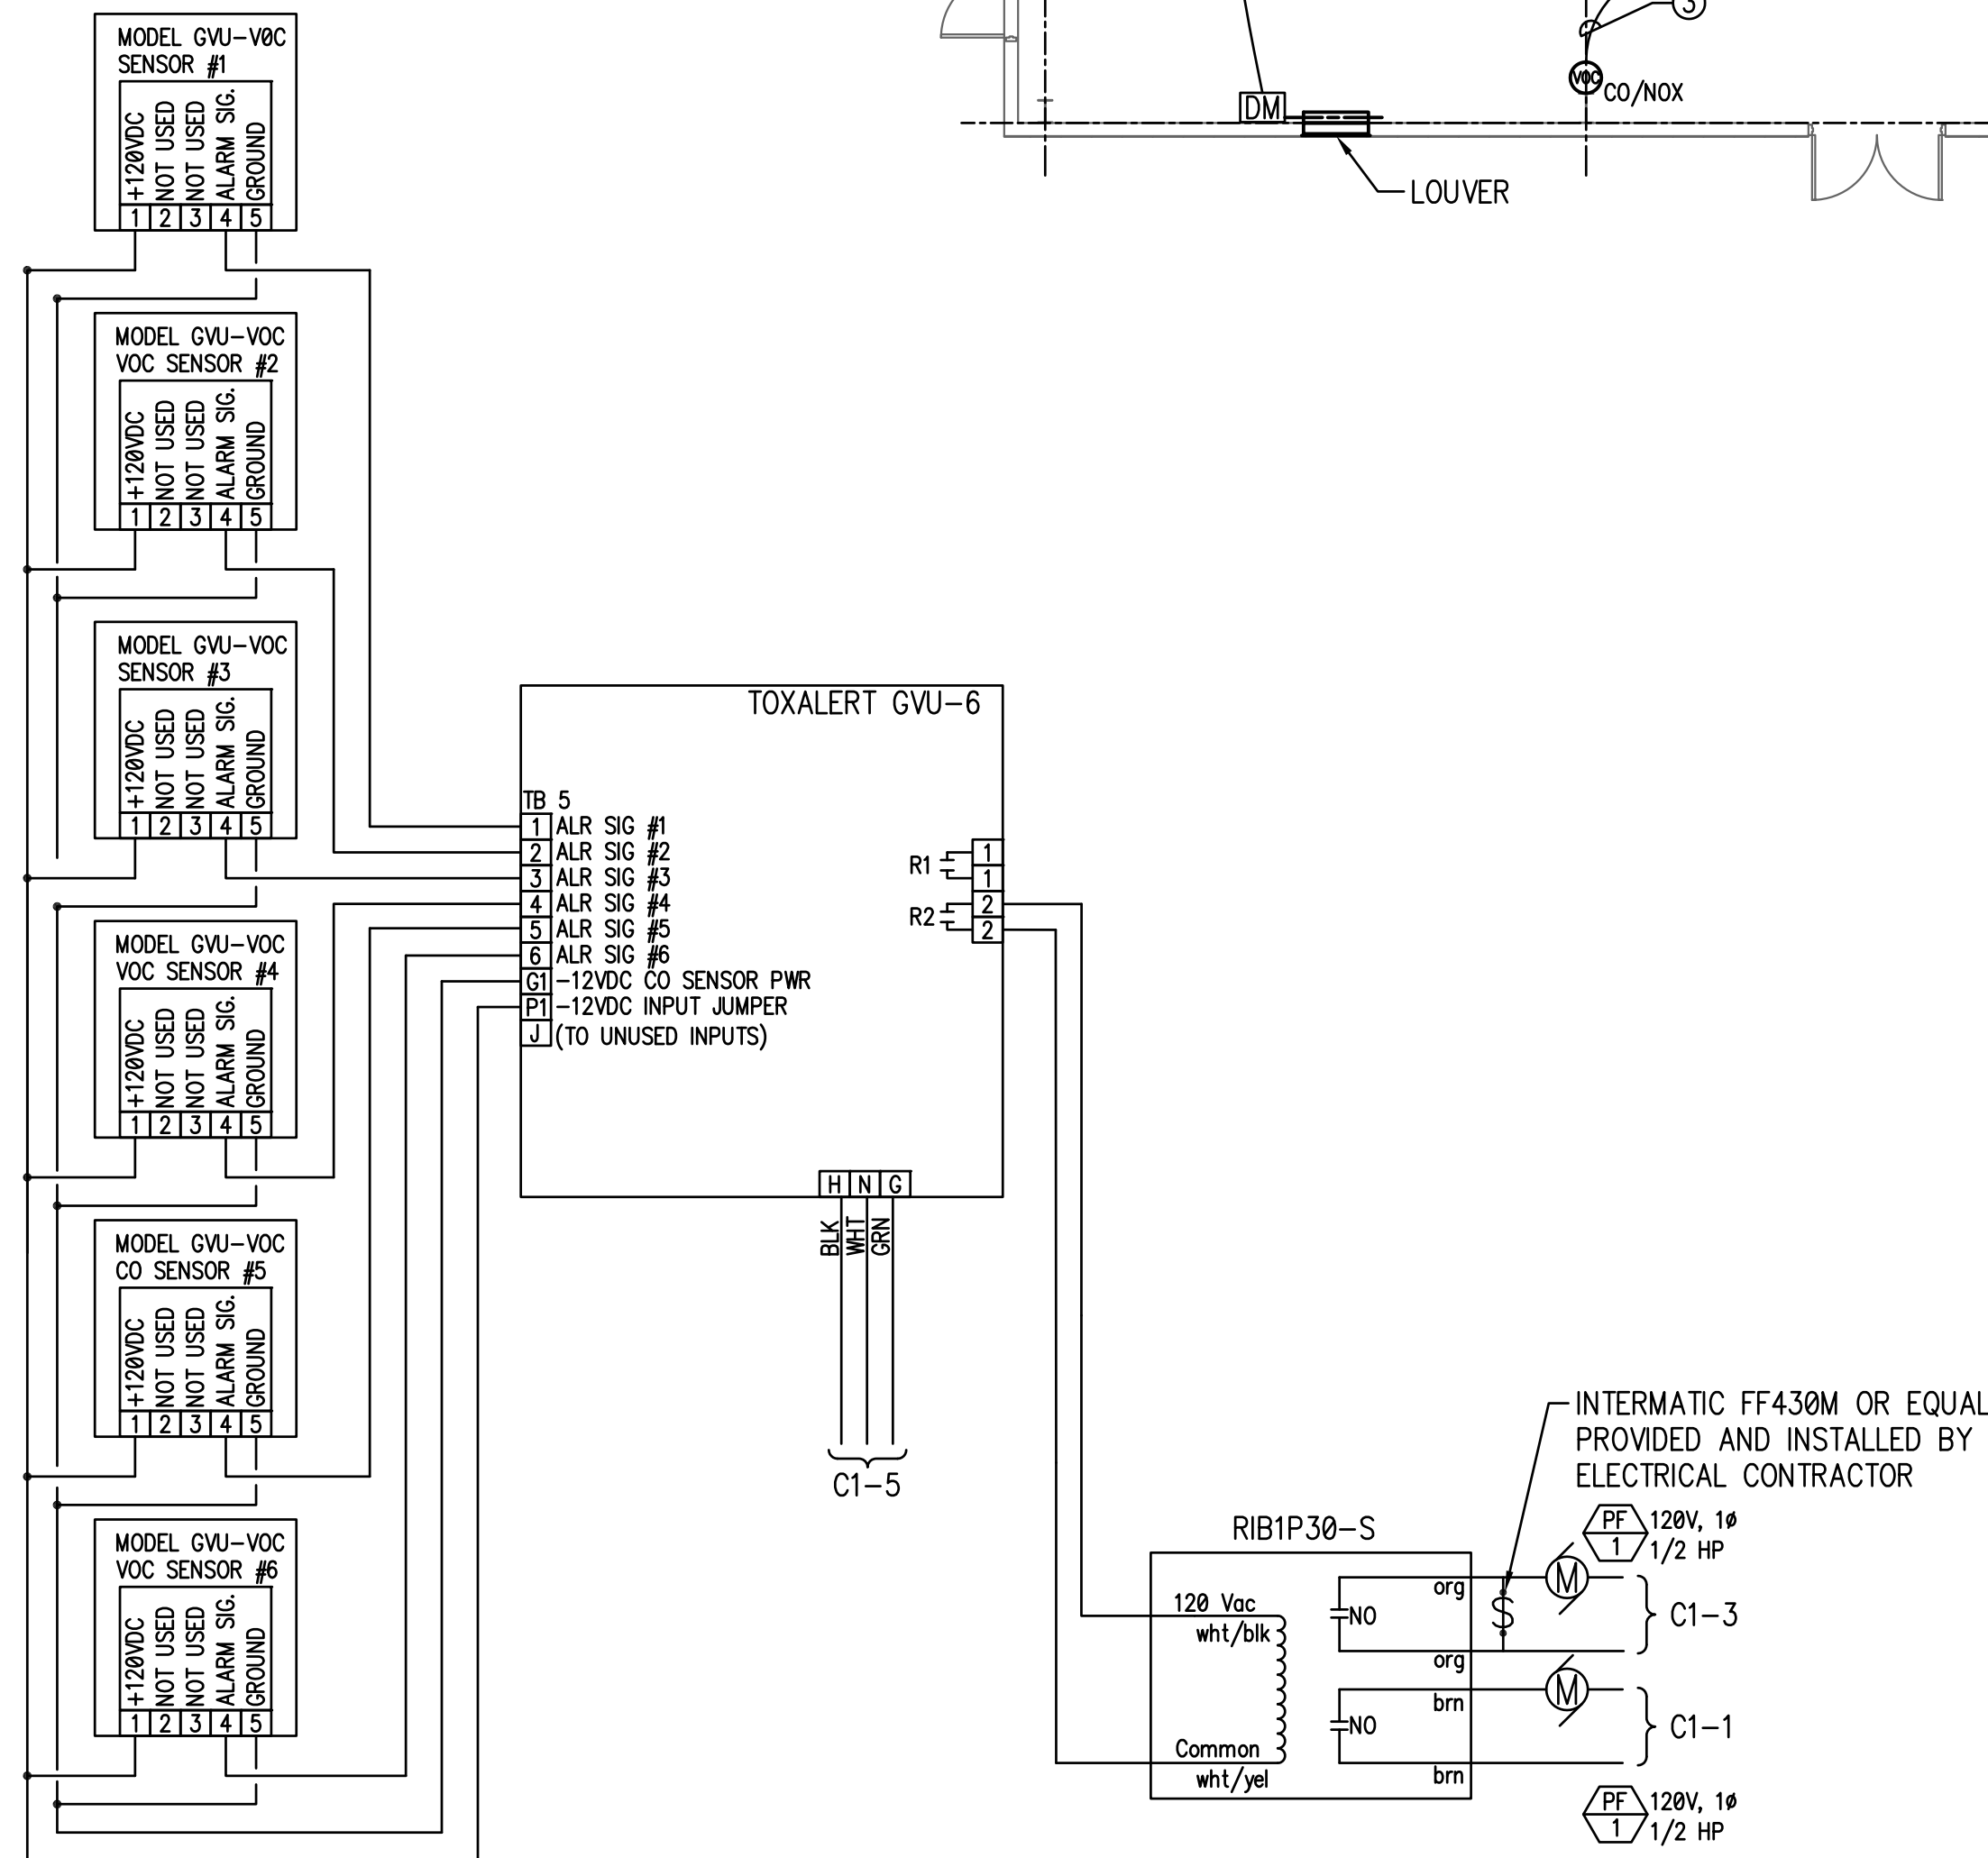 MODEL GVU-VØC
SENSOR #1
+120VDC
NOT USED
NOT USED
ALARM SIG.
GROUND
1 2 3 4 5
MODEL GVU-VOC
VOC SENSOR #2
+120VDC
NOT USED
NOT USED
ALARM SIG.
GROUND
1 2 3 4 5
MODEL GVU-VOC
SENSOR #3
+120VDC
NOT USED
NOT USED
ALARM SIG.
GROUND
1 2 3 4 5
MODEL GVU-VOC
VOC SENSOR #4
+120VDC
NOT USED
NOT USED
ALARM SIG.
GROUND
1 2 3 4 5
MODEL GVU-VOC
CO SENSOR #5
+120VDC
NOT USED
NOT USED
ALARM SIG.
GROUND
1 2 3 4 5
MODEL GVU-VOC
VOC SENSOR #6
+120VDC
NOT USED
NOT USED
ALARM SIG.
GROUND
1 2 3 4 5
3
VOC
CO/NOX
DM
LOUVER
TOXALERT GVU-6
TB 5
1 ALR SIG #1
2 ALR SIG #2
3 ALR SIG #3
4 ALR SIG #4
5 ALR SIG #5
6 ALR SIG #6
G1 -12VDC CO SENSOR PWR
P1 -12VDC INPUT JUMPER
J (TO UNUSED INPUTS)
R1
1
1
R2
2
2
H N G
BLK
WHT
GRN
C1-5
INTERMATIC FF430M OR EQUAL
PROVIDED AND INSTALLED BY
ELECTRICAL CONTRACTOR
RIB1P30-S
120 Vac
wht/blk
Common
wht/yel
NO
org
org
NO
brn
brn
PF
1
120V, 1ø
1/2 HP
M
C1-3
M
C1-1
PF
1
120V, 1ø
1/2 HP